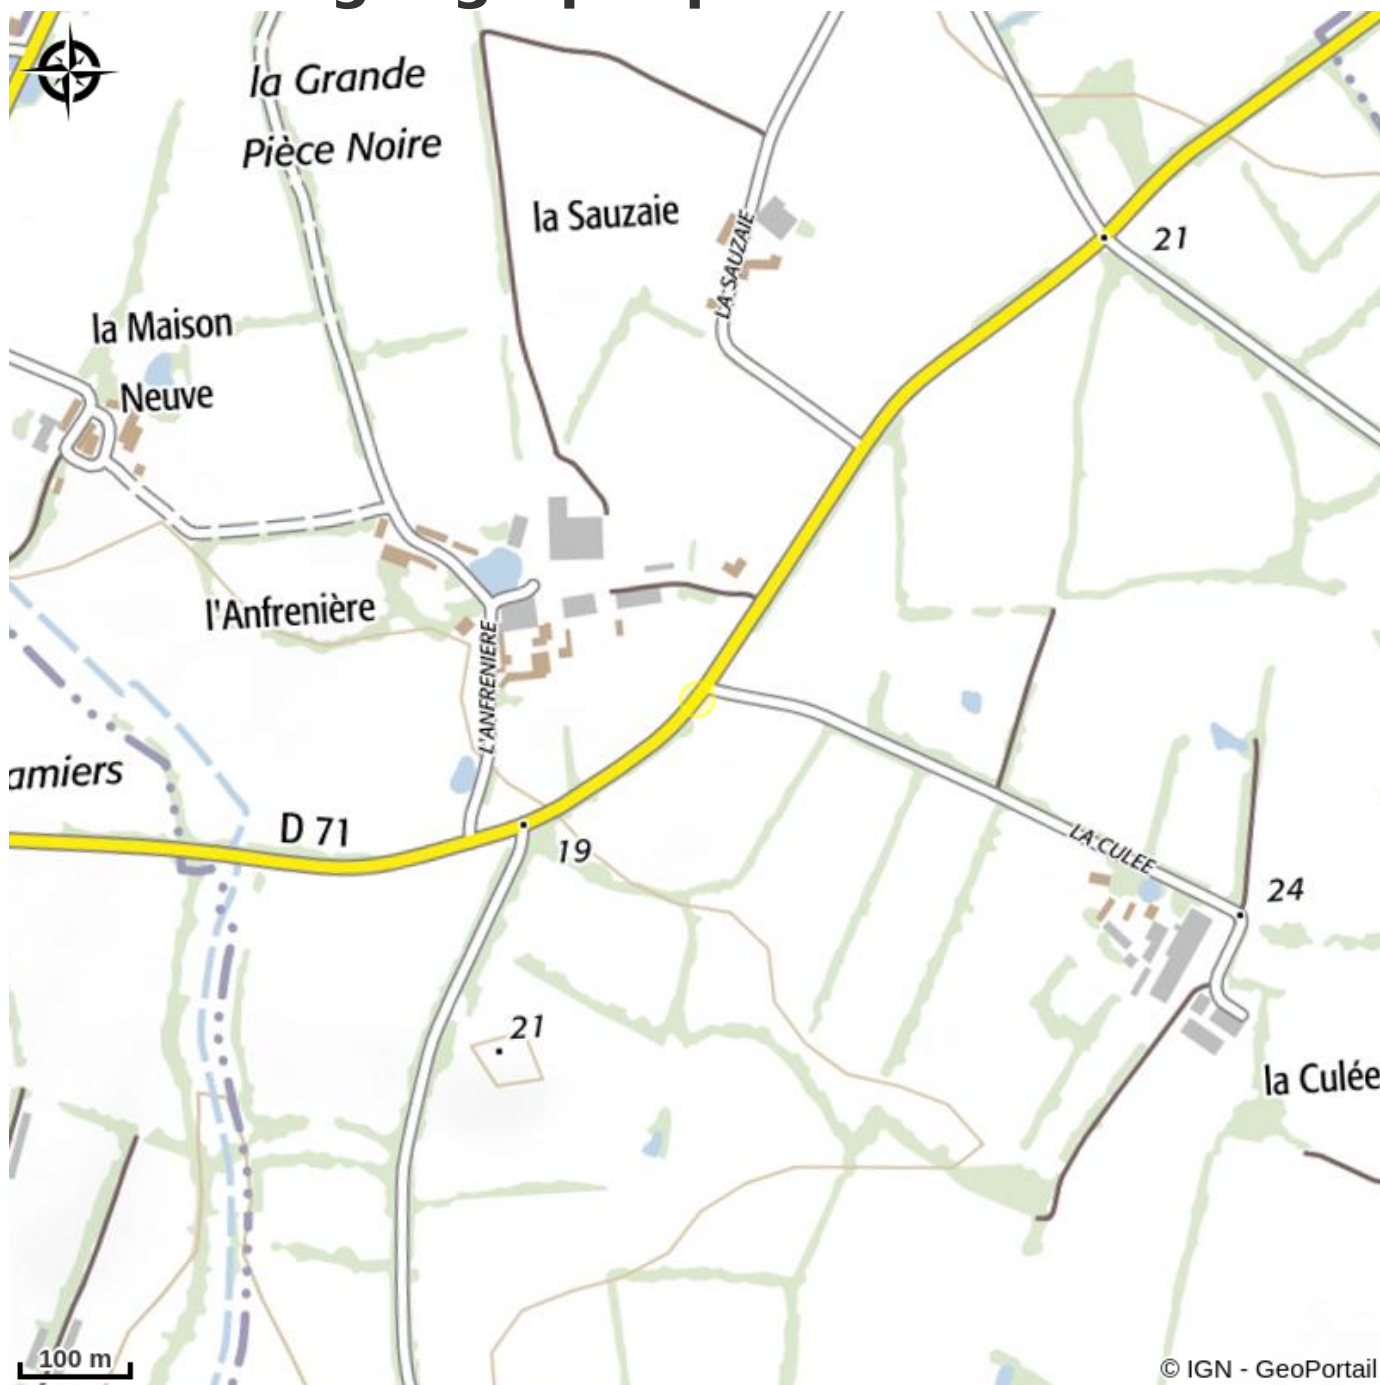 la Grande
Pièce Noire
la Sauzaie
LA SAUZAIE
21
la Maison
Neuve
l'Anfrenière
L'ANFRENIERE
amiers
D 71
19
LA CULEE
24
21
la Culée
100 m
© IGN - GeoPortail